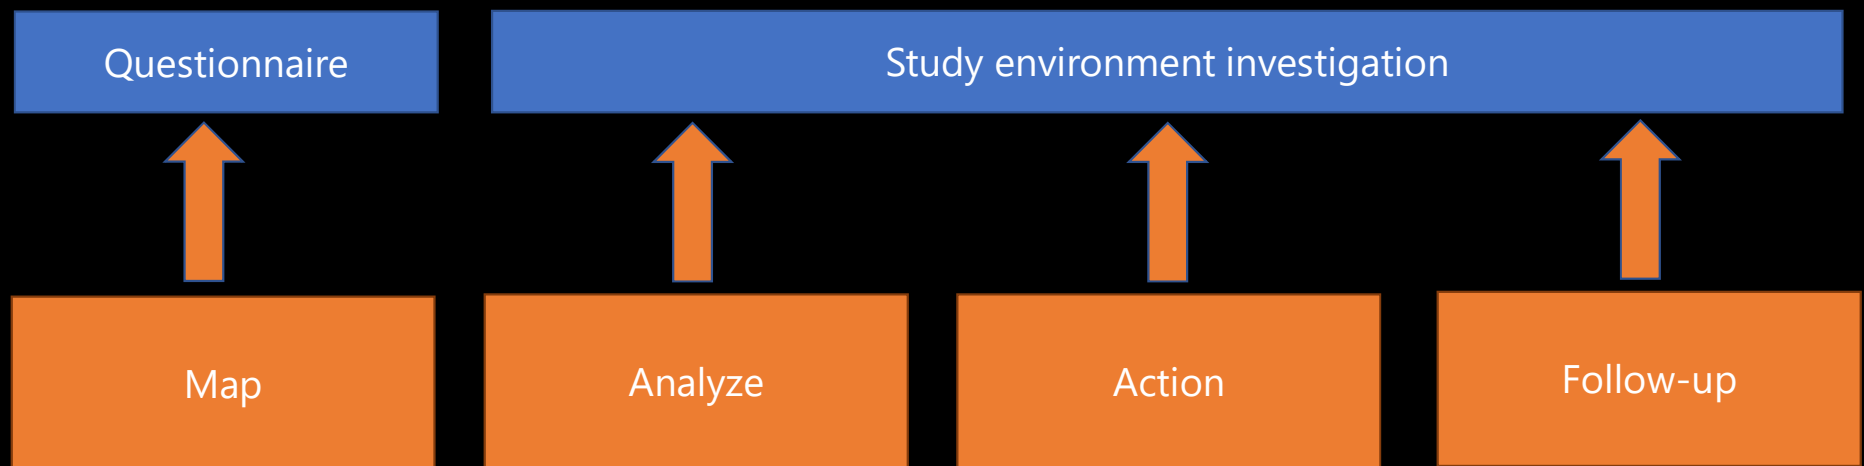 Questionnaire
Study environment investigation
Map
Analyze
Action
Follow-up